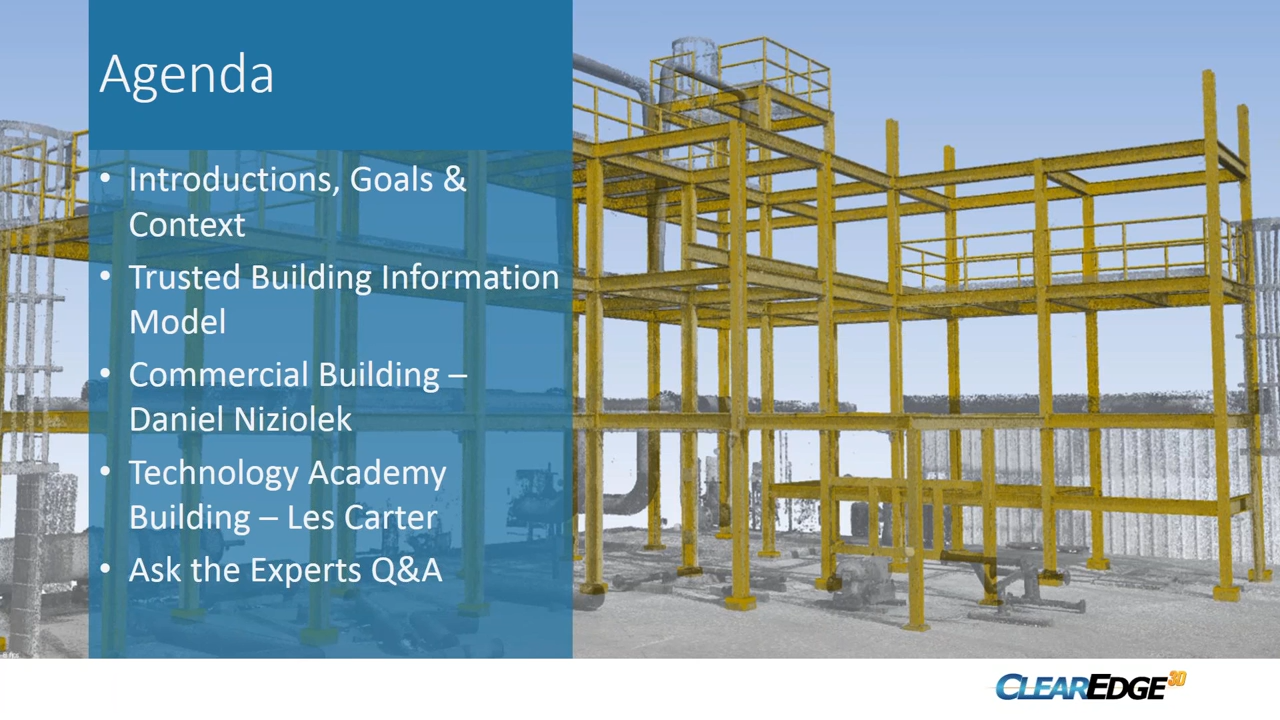 Agenda
• Introductions, Goals &
Context
• Trusted Building Information
Model
• Commercial Building –
Daniel Niziolek
• Technology Academy
Building – Les Carter
• Ask the Experts Q&A
CLEAREDGE3D